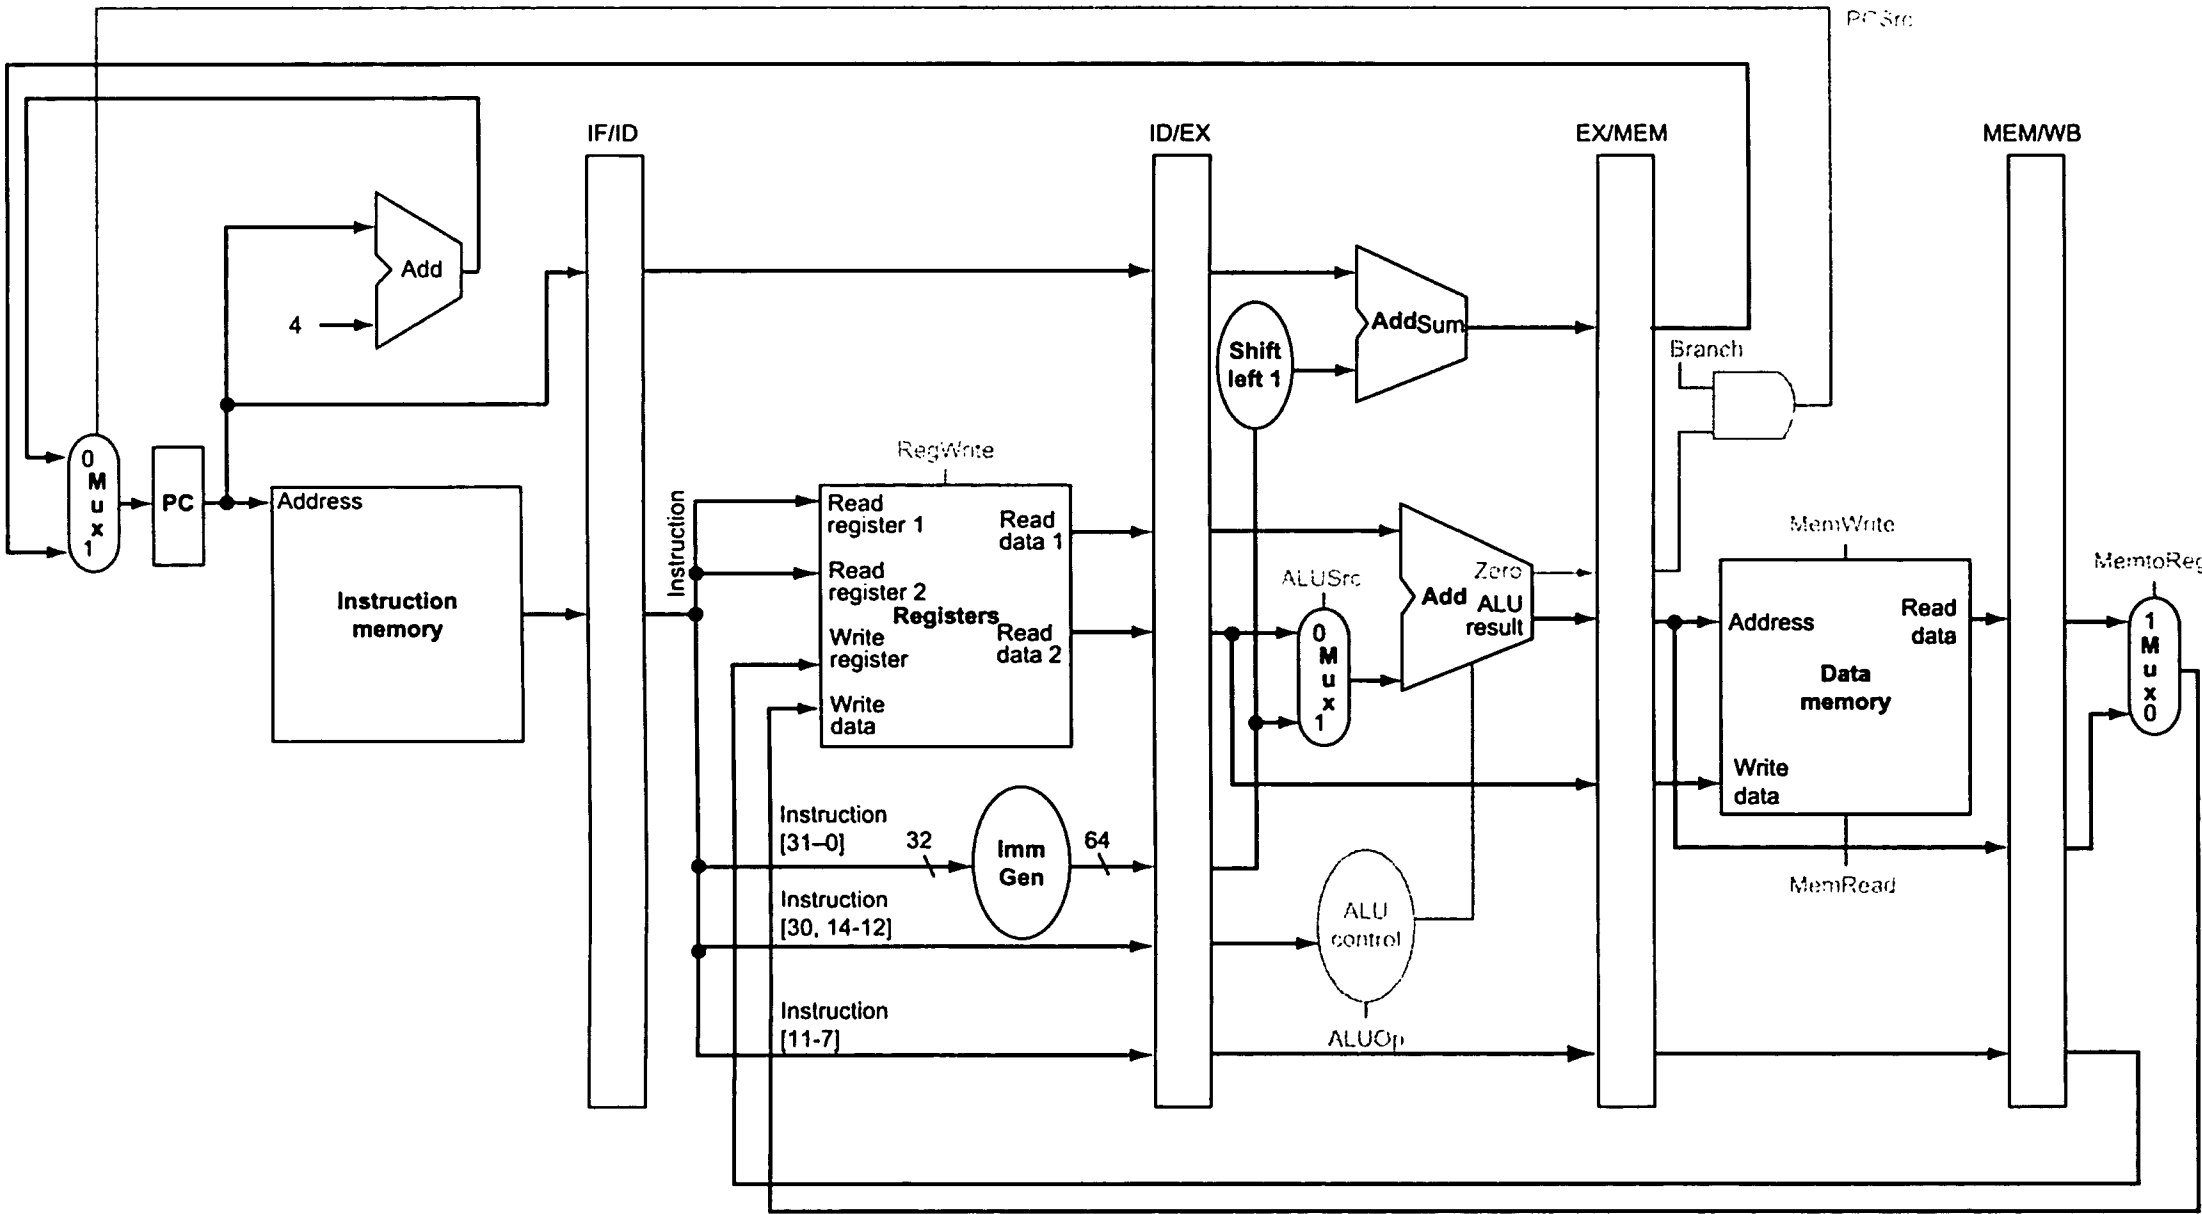 PCSrc
IF/ID
ID/EX
EX/MEM
MEM/WB
Add
4
Add Sum
Shift
left 1
Branch
RegWrite
0
M
u
x
1
PC
Address
Instruction
memory
Instruction
Read
register 1
Read
register 2
Registers
Write
register
Write
data
Read
data 1
Read
data 2
ALUSrc
0
M
u
x
1
Add
Zero
ALU
result
MemWrite
Address
Read
data
Data
memory
Write
data
MemRead
MemtoReg
1
M
u
x
0
Instruction
[31–0]
32
Imm
Gen
64
Instruction
[30, 14-12]
ALU
control
Instruction
[11-7]
ALUOp